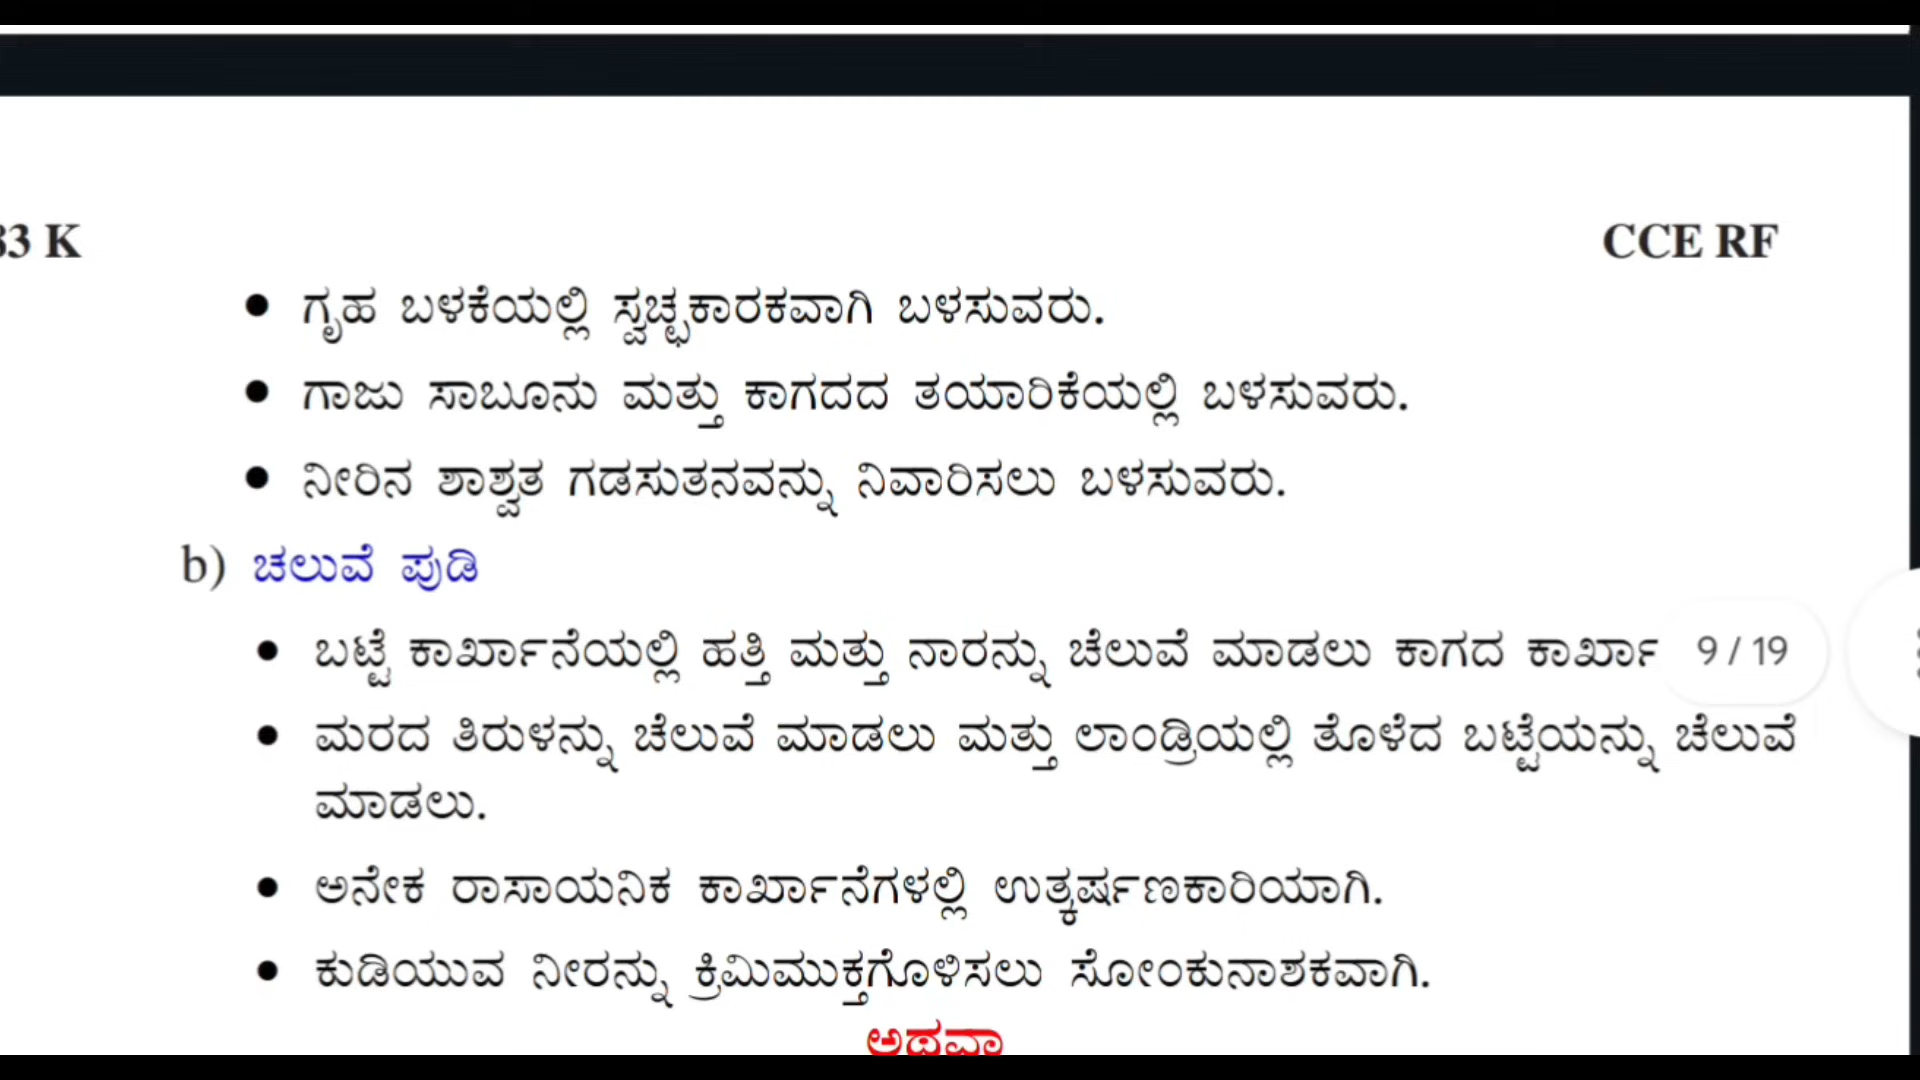 33 K
CCE RF
● ಗೃಹ ಬಳಕೆಯಲ್ಲಿ ಸ್ವಚ್ಛಕಾರಕವಾಗಿ ಬಳಸುವರು.
● ಗಾಜು ಸಾಬೂನು ಮತ್ತು ಕಾಗದದ ತಯಾರಿಕೆಯಲ್ಲಿ ಬಳಸುವರು.
● ನೀರಿನ ಶಾಶ್ವತ ಗಡಸುತನವನ್ನು ನಿವಾರಿಸಲು ಬಳಸುವರು.
b) ಚಲುವೆ ಪುಡಿ
● ಬಟ್ಟೆ ಕಾರ್ಖಾನೆಯಲ್ಲಿ ಹತ್ತಿ ಮತ್ತು ನಾರನ್ನು ಚೆಲುವೆ ಮಾಡಲು ಕಾಗದ ಕಾರ್ಖಾ
9 / 19
● ಮರದ ತಿರುಳನ್ನು ಚೆಲುವೆ ಮಾಡಲು ಮತ್ತು ಲಾಂಡ್ರಿಯಲ್ಲಿ ತೊಳೆದ ಬಟ್ಟೆಯನ್ನು ಚೆಲುವೆ
ಮಾಡಲು.
● ಅನೇಕ ರಾಸಾಯನಿಕ ಕಾರ್ಖಾನೆಗಳಲ್ಲಿ ಉತ್ಕರ್ಷಣಕಾರಿಯಾಗಿ.
● ಕುಡಿಯುವ ನೀರನ್ನು ಕ್ರಿಮಿಮುಕ್ತಗೊಳಿಸಲು ಸೋಂಕುನಾಶಕವಾಗಿ.
ಅಥವಾ